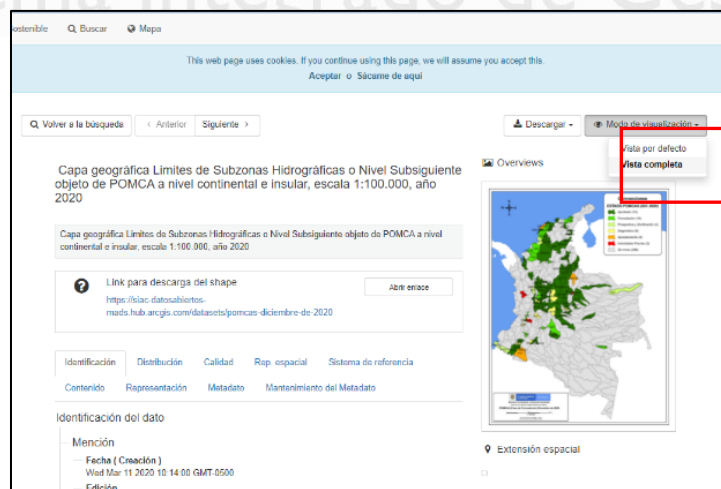 ostenible Buscar Mapa
This web page uses cookies. If you continue using this page, we will assume you accept this.
Aceptar o Sácame de aquí
Volver a la búsqueda < Anterior Siguiente > Descargar Modo de visualización
Vista por defecto
Vista completa
Capa geográfica Limites de Subzonas Hidrográficas o Nivel Subsiguiente
objeto de POMCA a nivel continental e insular, escala 1:100.000, año
2020
Overviews
Capa geográfica Limites de Subzonas Hidrográficas o Nivel Subsiguiente objeto de POMCA a nivel
continental e insular, escala 1:100.000, año 2020
Link para descarga del shape
https://siac-datosabiertos-
mads.hub.arcgis.com/datasets/pomcas-diciembre-de-2020
Abrir enlace
Identificación Distribución Calidad Rep. espacial Sistema de referencia
Contenido Representación Metadato Mantenimiento del Metadato
Identificación del dato
Mención
Fecha ( Creación )
Wed Mar 11 2020 10:14:00 GMT-0500
Edición
Extensión espacial